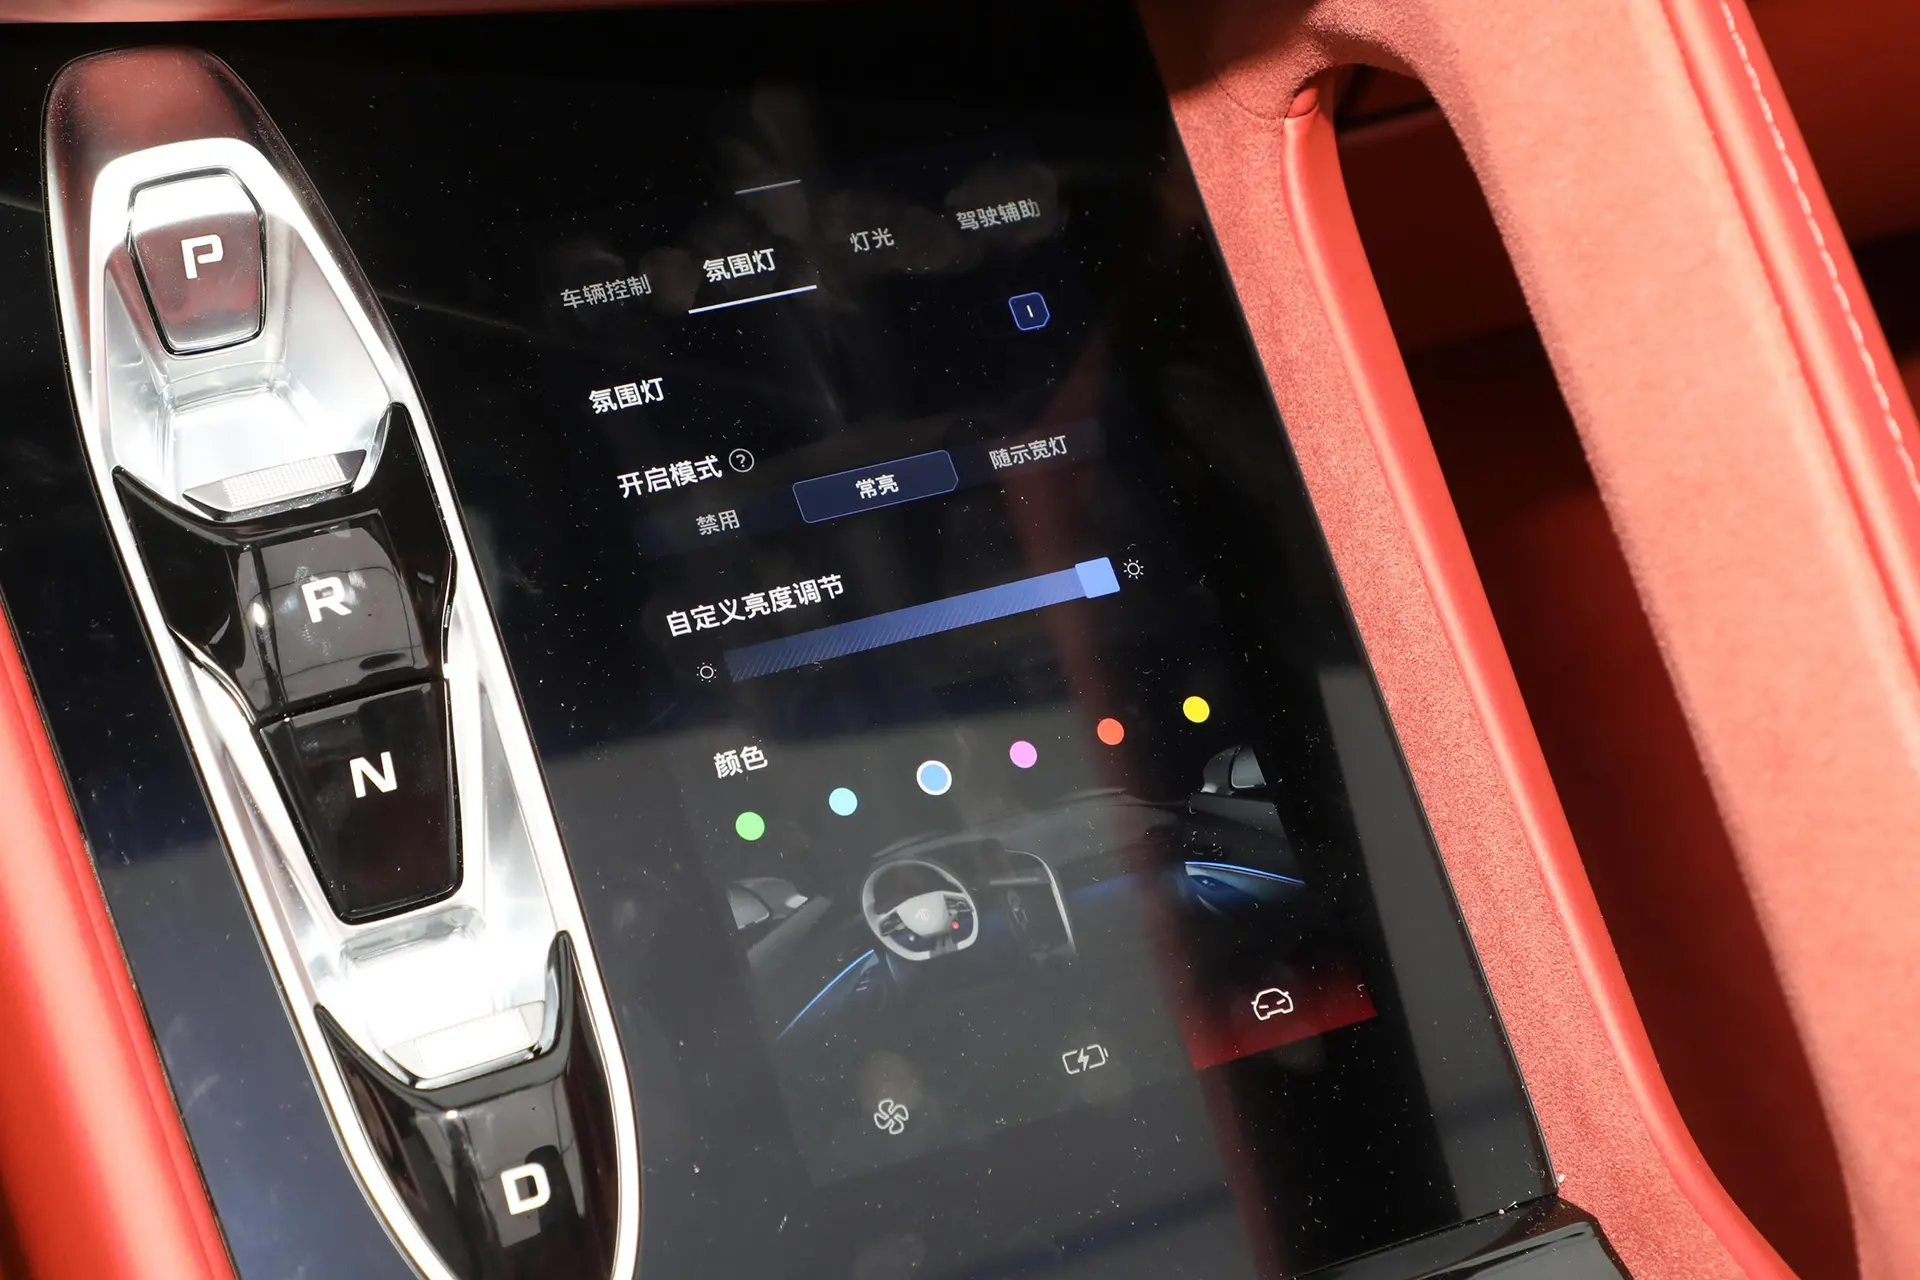 P
R
N
D
车辆控制 氛围灯 灯光 驾驶辅助
氛围灯
开启模式 ?
禁用 常亮 随示宽灯
自定义亮度调节
颜色